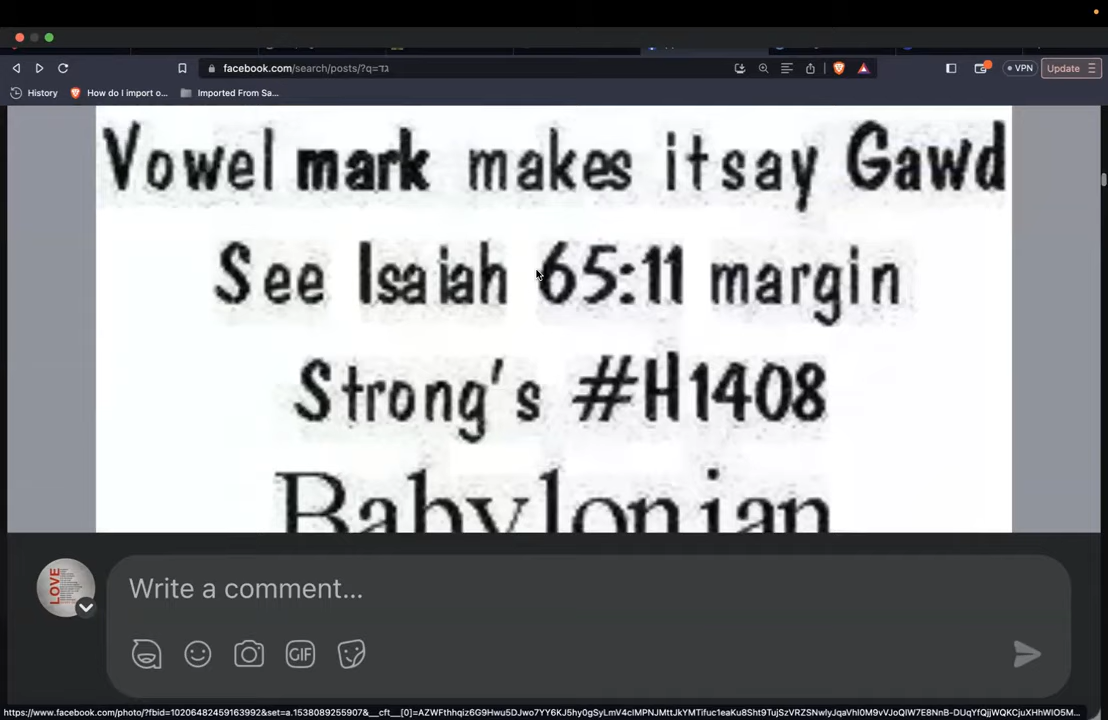 facebook.com/search/posts/?q=גד
VPN
Update
History
How do I import o...
Imported From Sa...
Vowel mark makes itsay Gawd
See Isaiah 65:11 margin
Strong's #H1408
Babylonian
LOVE
Write a comment...
GIF